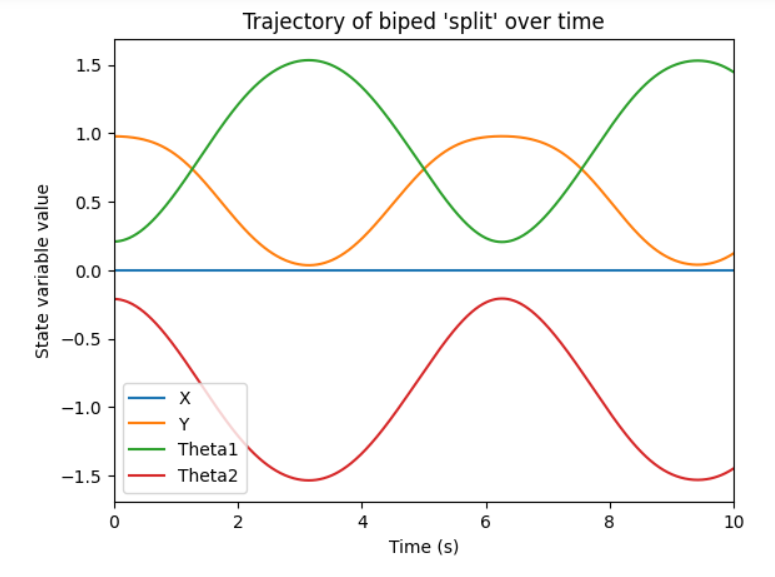 Trajectory of biped 'split' over time
State variable value
1.5
1.0
0.5
0.0
−0.5
−1.0
−1.5
X
Y
Theta1
Theta2
0 2 4 6 8 10
Time (s)